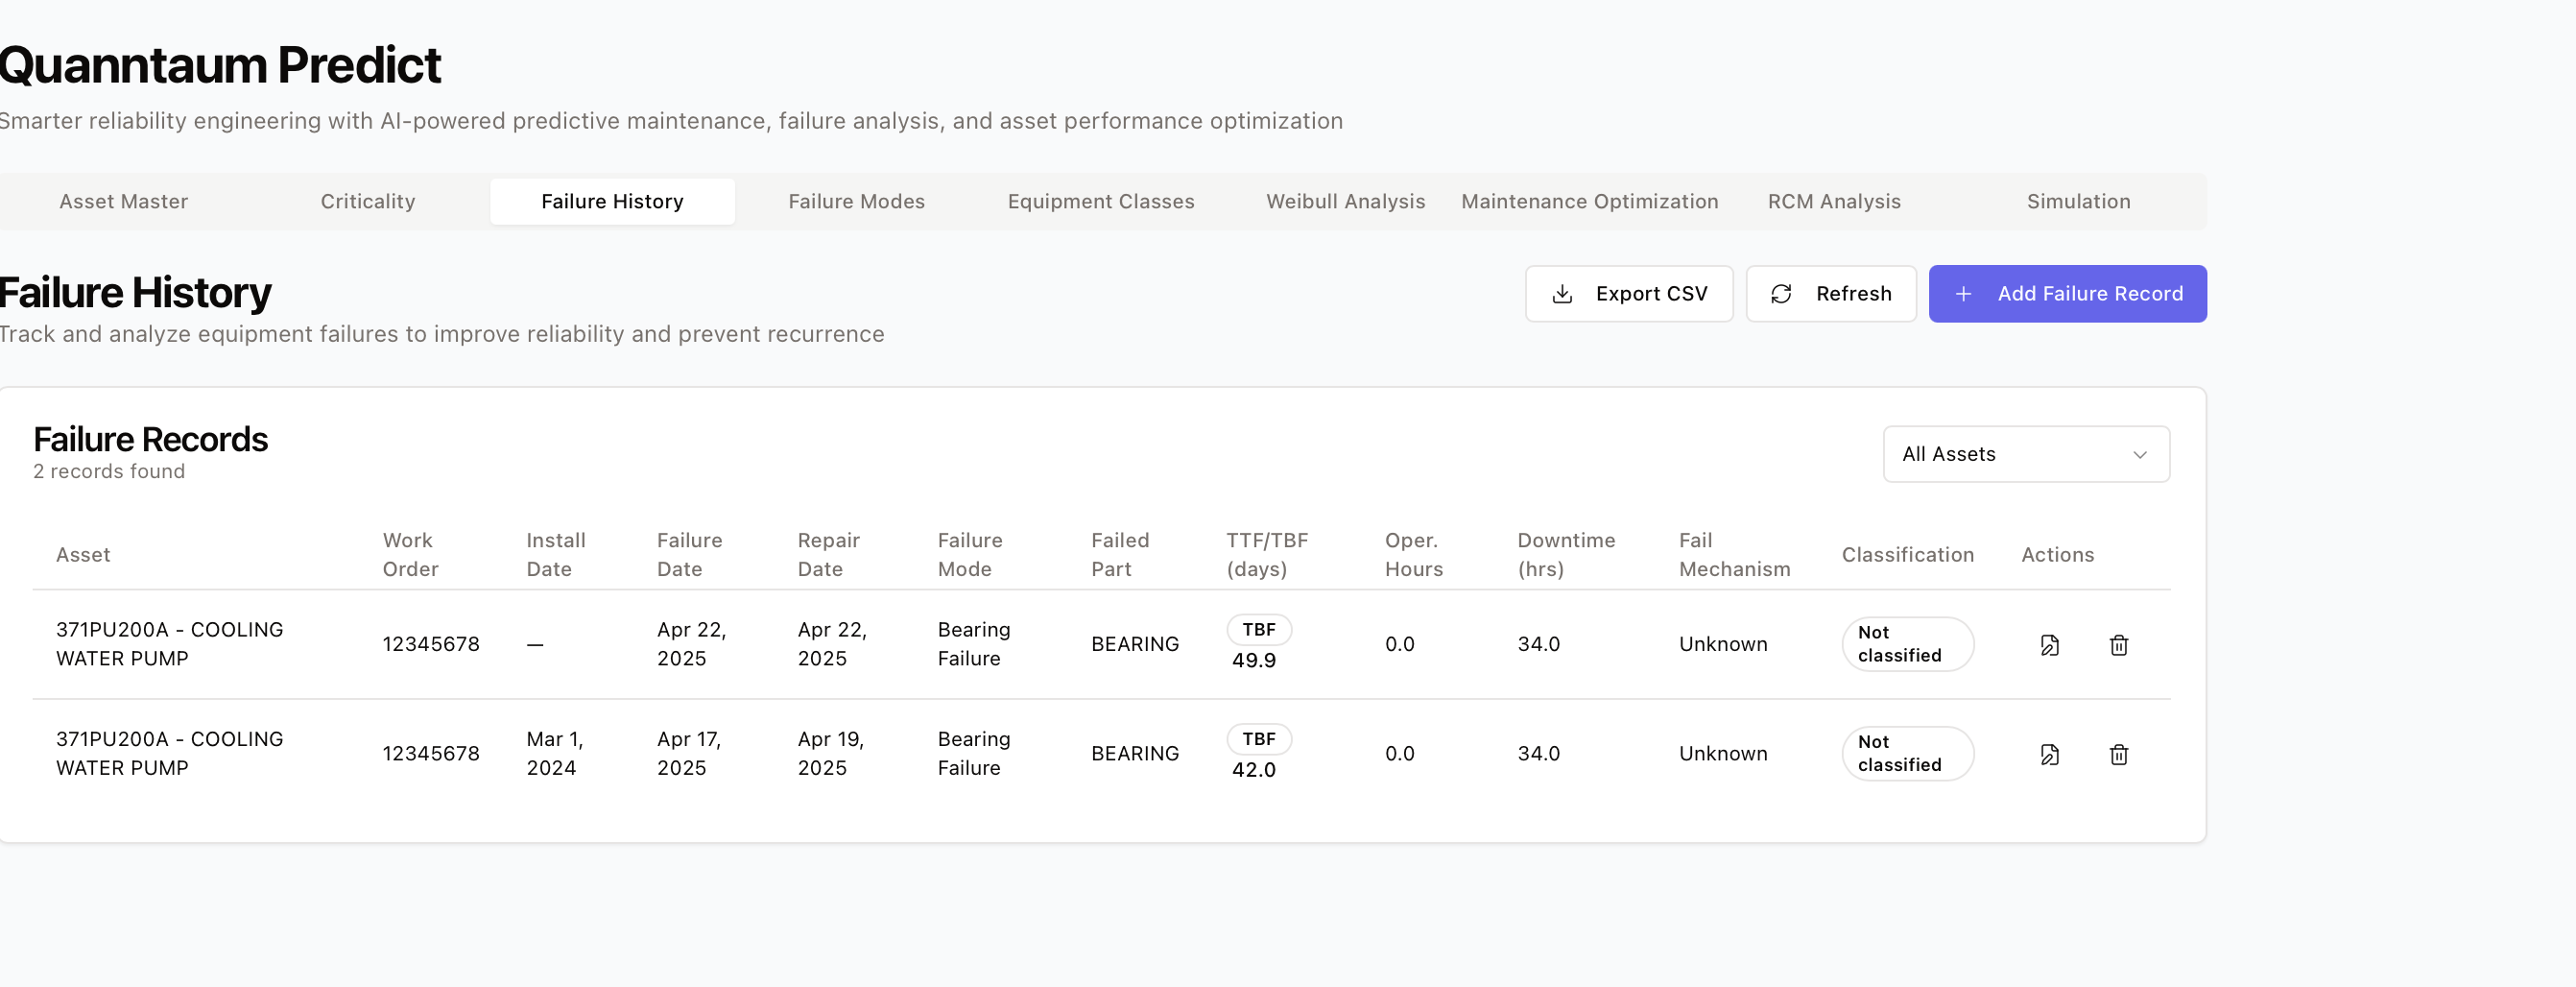 Quanntaum Predict
Smarter reliability engineering with AI-powered predictive maintenance, failure analysis, and asset performance optimization
Asset Master Criticality Failure History Failure Modes Equipment Classes Weibull Analysis Maintenance Optimization RCM Analysis Simulation
Failure History
Export CSV Refresh + Add Failure Record
Track and analyze equipment failures to improve reliability and prevent recurrence
Failure Records
2 records found
All Assets
Asset Work Order Install Date Failure Date Repair Date Failure Mode Failed Part TTF/TBF (days) Oper. Hours Downtime (hrs) Fail Mechanism Classification Actions
371PU200A - COOLING WATER PUMP 12345678 — Apr 22, 2025 Apr 22, 2025 Bearing Failure BEARING TBF 49.9 0.0 34.0 Unknown Not classified
371PU200A - COOLING WATER PUMP 12345678 Mar 1, 2024 Apr 17, 2025 Apr 19, 2025 Bearing Failure BEARING TBF 42.0 0.0 34.0 Unknown Not classified